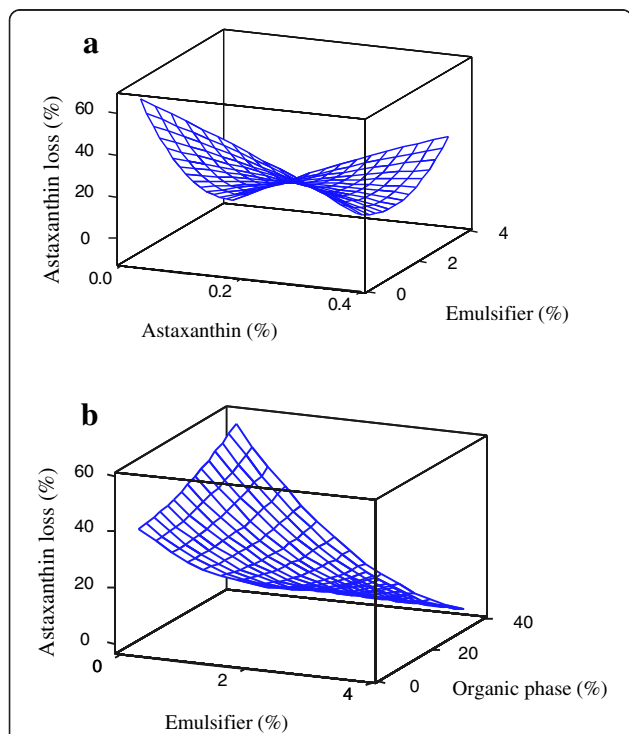 a
Astaxanthin loss (%)
60
40
20
0
0.0
0.2
0.4
Astaxanthin (%)
0
2
4
Emulsifier (%)
b
Astaxanthin loss (%)
60
40
20
0
0
2
4
Emulsifier (%)
0
20
40
Organic phase (%)